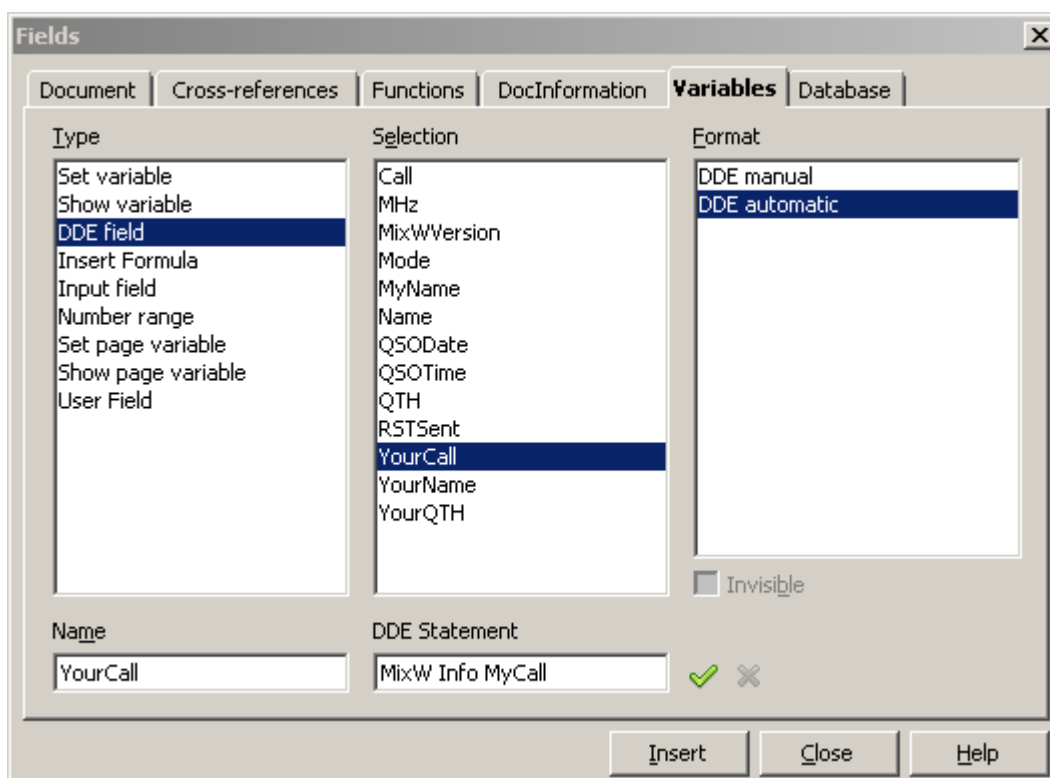 Fields
Document Cross-references Functions DocInformation Variables Database
Type
Set variable
Show variable
DDE field
Insert Formula
Input field
Number range
Set page variable
Show page variable
User Field
Selection
Call
MHz
MixWVersion
Mode
MyName
Name
QSODate
QSOTime
QTH
RSTSent
YourCall
YourName
YourQTH
Format
DDE manual
DDE automatic
Invisible
Name
YourCall
DDE Statement
MixW Info MyCall
Insert Close Help